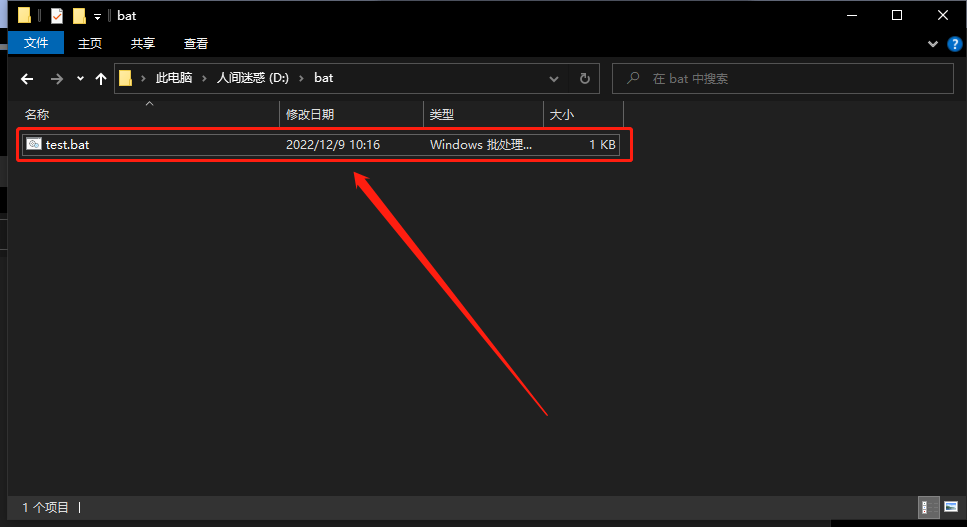 bat
文件 主页 共享 查看
此电脑 人间迷惑 (D:) bat 在 bat 中搜索
名称 修改日期 类型 大小
test.bat 2022/12/9 10:16 Windows 批处理... 1 KB
1 个项目